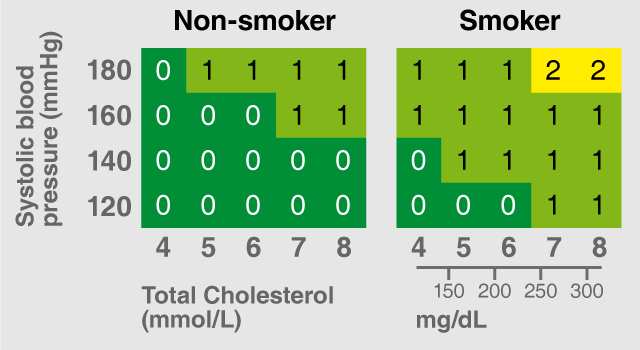 Non-smoker Smoker
Systolic blood
pressure (mmHg)
180 0 1 1 1 1 1 1 1 2 2
160 0 0 0 1 1 1 1 1 1 1
140 0 0 0 0 0 0 1 1 1 1
120 0 0 0 0 0 0 0 0 1 1
4 5 6 7 8 4 5 6 7 8
150 200 250 300
Total Cholesterol
(mmol/L) mg/dL